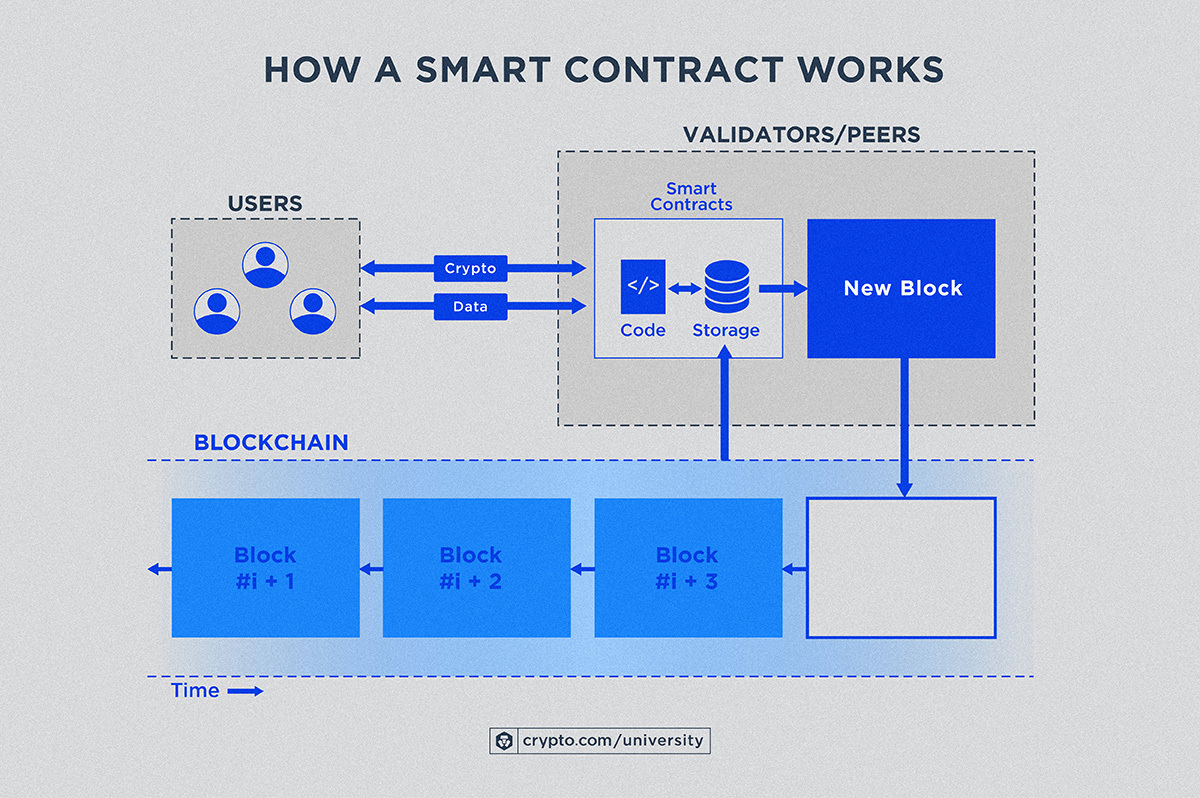 HOW A SMART CONTRACT WORKS
VALIDATORS/PEERS
USERS
Smart
Contracts
Crypto
Data
</>
Code
Storage
New Block
BLOCKCHAIN
Block
#i + 1
Block
#i + 2
Block
#i + 3
Time
crypto.com/university